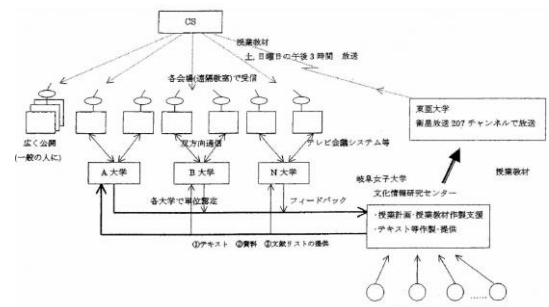 CS
授業教材
土,日曜日の午後3時間 放送
各会場(遠隔教室)で受信
東亜大学
衛星放送207チャンネルで放送
広く公開
(一般の人に)
双方向通信
テレビ会議システム等
A大学
B大学
N大学
授業教材
岐阜女子大学
文化情報研究センター
各大学で単位認定
フィードバック
・授業計画・授業教材作製支援
・テキスト等作製・提供
①テキスト ②資料 ③文献リストの提供